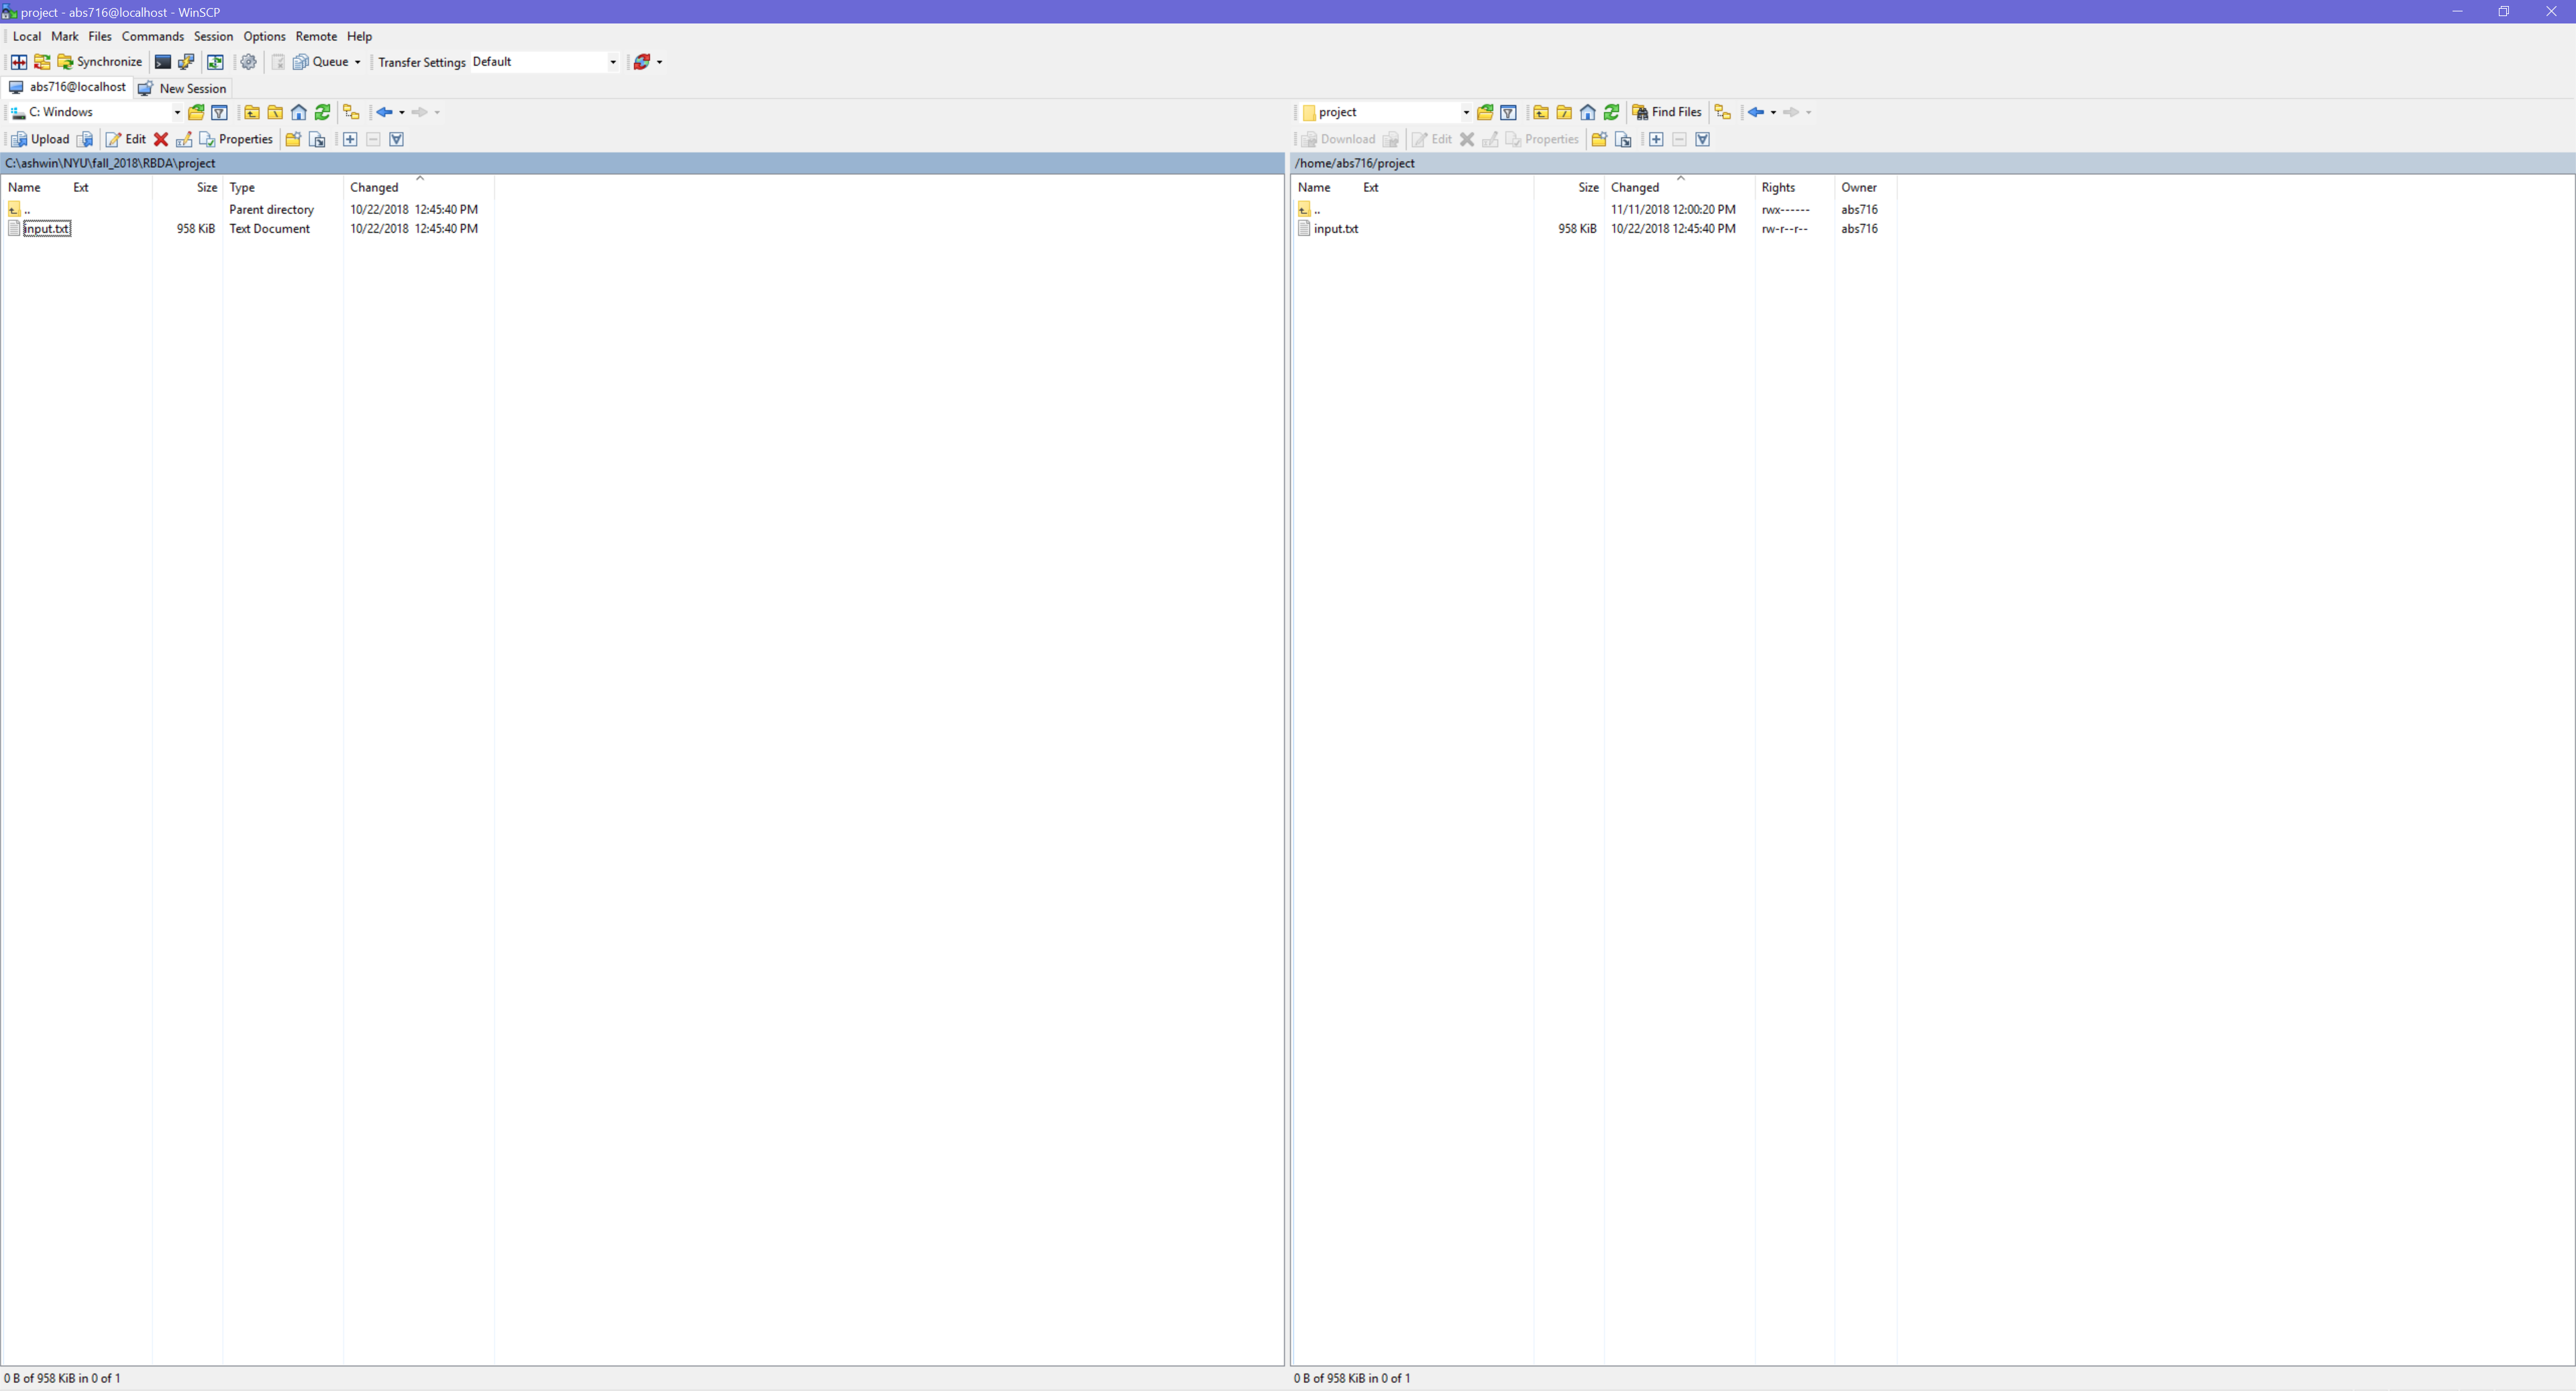 project - abs716@localhost - WinSCP
Local Mark Files Commands Session Options Remote Help
Synchronize Queue Transfer Settings Default
abs716@localhost New Session
C: Windows
Upload Edit Properties
C:\ashwin\NYU\fall_2018\RBDA\project
Name Ext Size Type Changed
.. Parent directory 10/22/2018 12:45:40 PM
input.txt 958 KiB Text Document 10/22/2018 12:45:40 PM
0 B of 958 KiB in 0 of 1
project Find Files
Download Edit Properties
/home/abs716/project
Name Ext Size Changed Rights Owner
.. 11/11/2018 12:00:20 PM rwx------ abs716
input.txt 958 KiB 10/22/2018 12:45:40 PM rw-r--r-- abs716
0 B of 958 KiB in 0 of 1